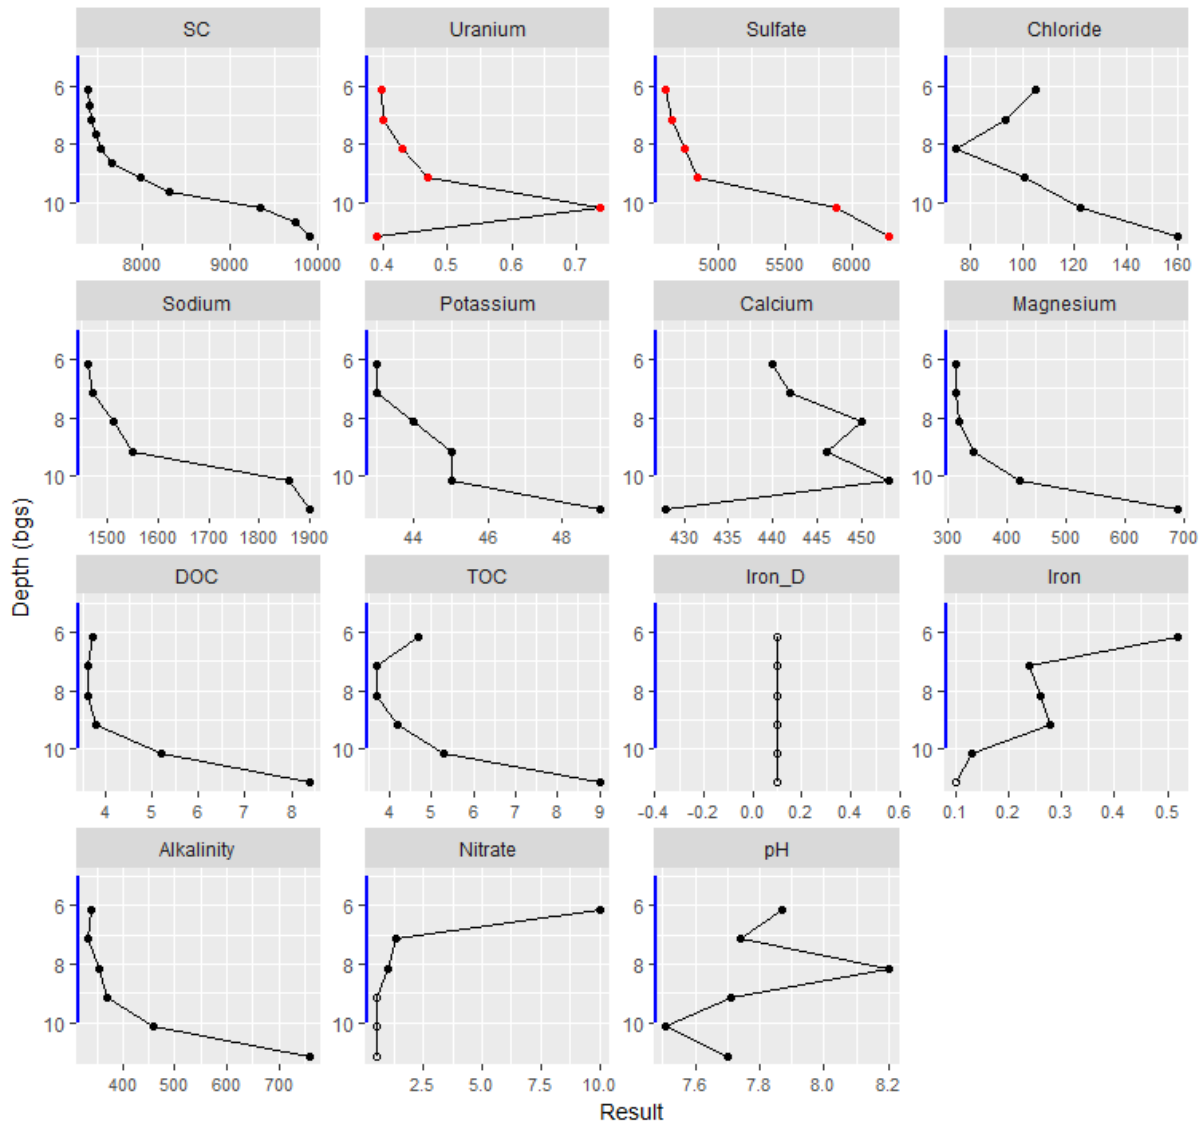 SC Uranium Sulfate Chloride
6 6 6 6
8 8 8 8
10 10 10 10
8000 9000 10000 0.4 0.5 0.6 0.7 5000 6000 80 100 120 140 160
Sodium Potassium Calcium Magnesium
6 6 6 6
8 8 8 8
10 10 10 10
1500 1600 1700 1800 1900 44 46 48 430 435 440 445 450 300 400 500 600 700
Depth (bgs)
DOC TOC Iron_D Iron
6 6 6 6
8 8 8 8
10 10 10 10
4 5 6 7 8 4 5 6 7 8 9 -0.4 -0.2 0.0 0.2 0.4 0.6 0.1 0.2 0.3 0.4 0.5
Alkalinity Nitrate pH
6 6 6
8 8 8
10 10 10
400 500 600 700 2.5 5.0 7.5 10.0 7.6 7.8 8.0 8.2
Result